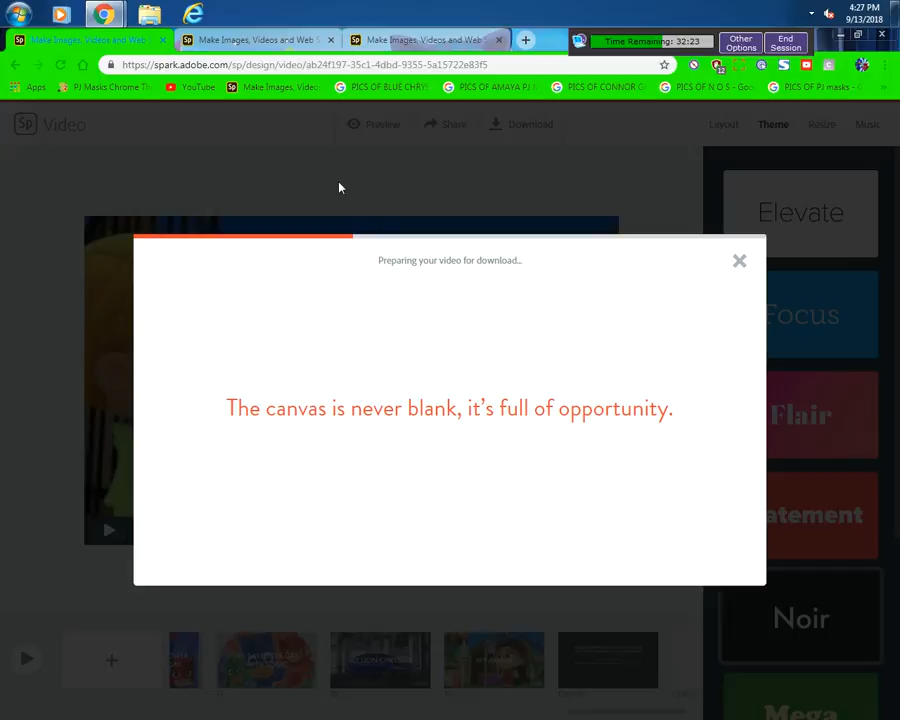 4:27 PM
9/13/2018
Make Images, Videos and Web
Make Images, Videos and Web S
Make Images, Videos and Web
Time Remaining: 32:23
Other Options
End Session
https://spark.adobe.com/sp/design/video/ab24f197-35c1-4dbd-9355-5a15722e83f5
12
Apps
PJ Masks Chrome Th
YouTube
Make Images, Video
PICS OF BLUE CHRYS
PICS OF AMAYA PJ M
PICS OF CONNOR G
PICS OF N O S - Goo
PICS OF PJ masks - G
»
Sp Video
Preview
Share
Download
Layout
Theme
Resize
Music
Preparing your video for download...
The canvas is never blank, it's full of opportunity.
Elevate
Focus
Flair
atement
Noir
Mega